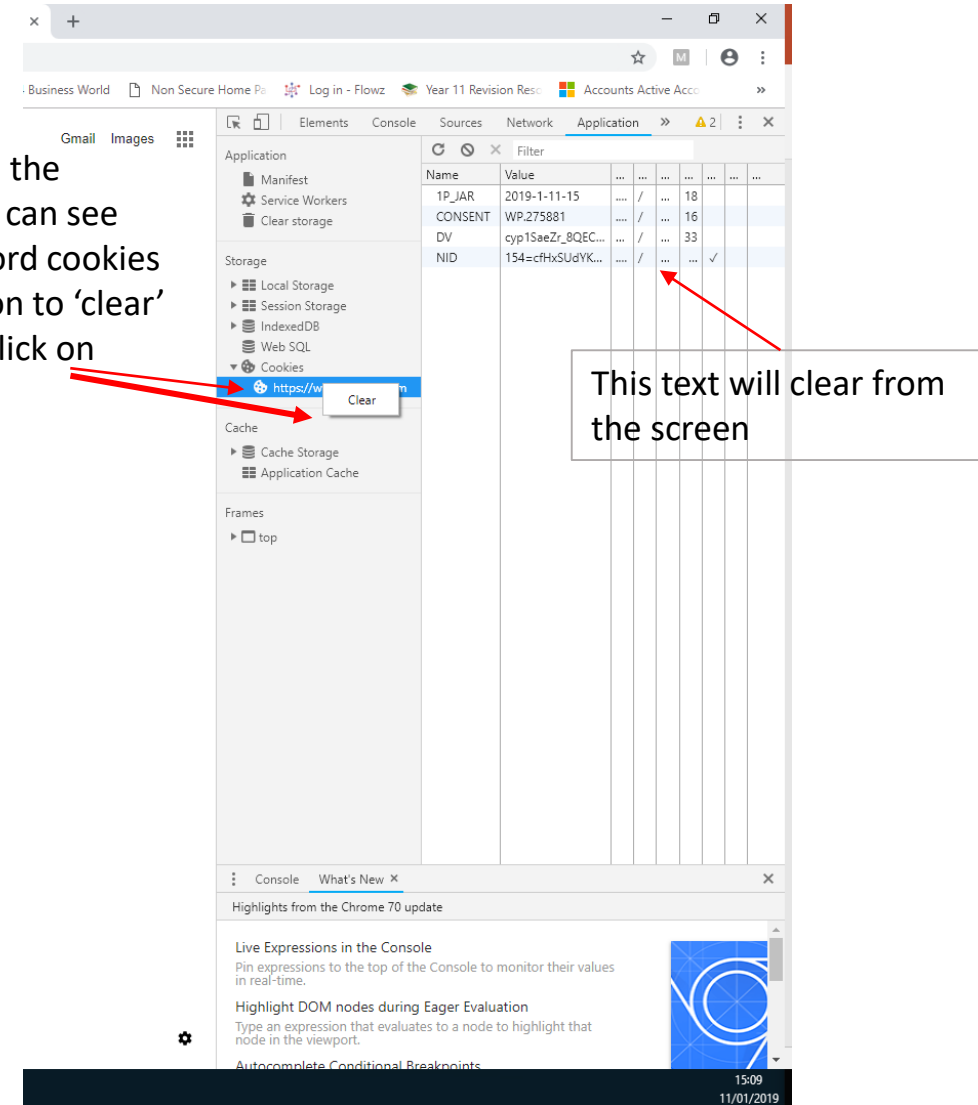 × +
M
Business World Non Secure Home Pa Log in - Flowz Year 11 Revision Reso Accounts Active Acco »
Gmail Images
the
can see
ord cookies
on to ‘clear’
lick on
Elements Console Sources Network Application » 2 ⋮ ×
Application
Manifest
Service Workers
Clear storage
Storage
Local Storage
Session Storage
IndexedDB
Web SQL
Cookies
https://w
Clear
Cache
Cache Storage
Application Cache
Frames
top
Filter
Name Value ... ... ... ... ... ... ...
1P_JAR 2019-1-11-15 .... / ... 18
CONSENT WP.275881 .... / ... 16
DV cyp1SaeZr_8QEC... ... / ... 33
NID 154=cfHxSUdYK... .... / ... ... ✓
This text will clear from
the screen
Console What's New ×
Highlights from the Chrome 70 update
Live Expressions in the Console
Pin expressions to the top of the Console to monitor their values
in real-time.
Highlight DOM nodes during Eager Evaluation
Type an expression that evaluates to a node to highlight that
node in the viewport.
Autocomplete Conditional Breakpoints
15:09
11/01/2019